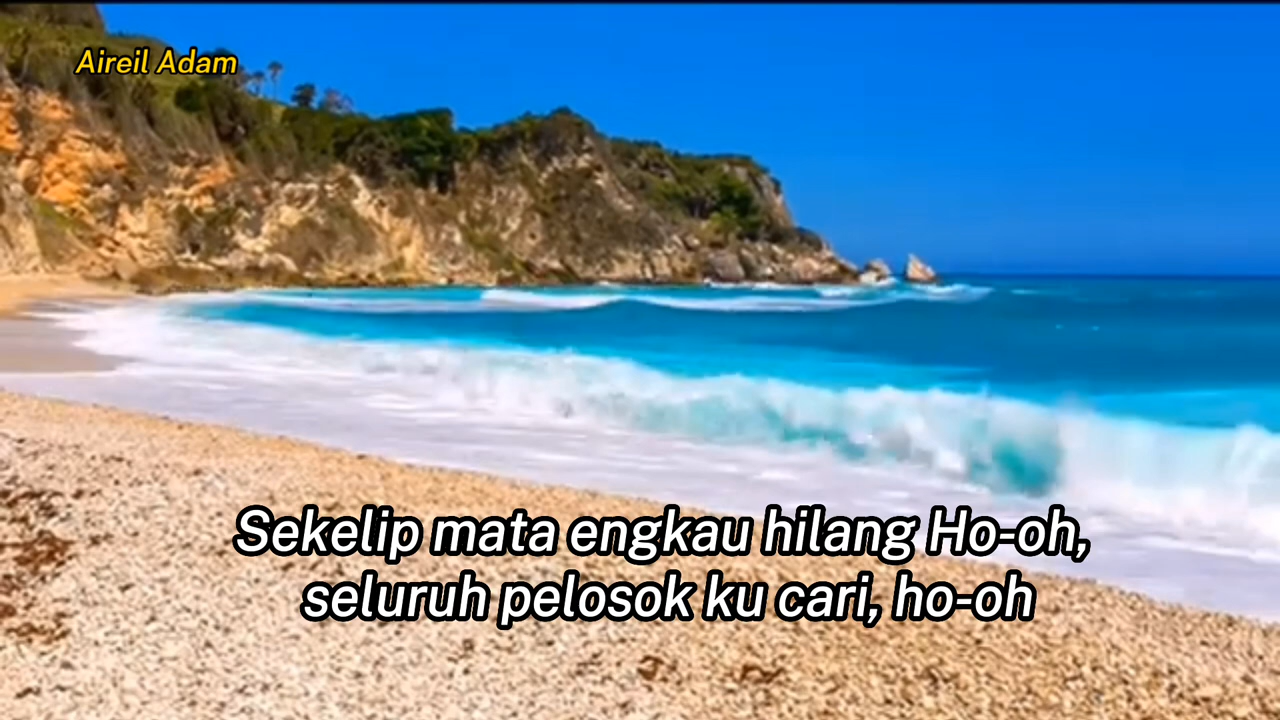 Aireil Adam
Sekelip mata engkau hilang Ho-oh,
seluruh pelosok ku cari, ho-oh